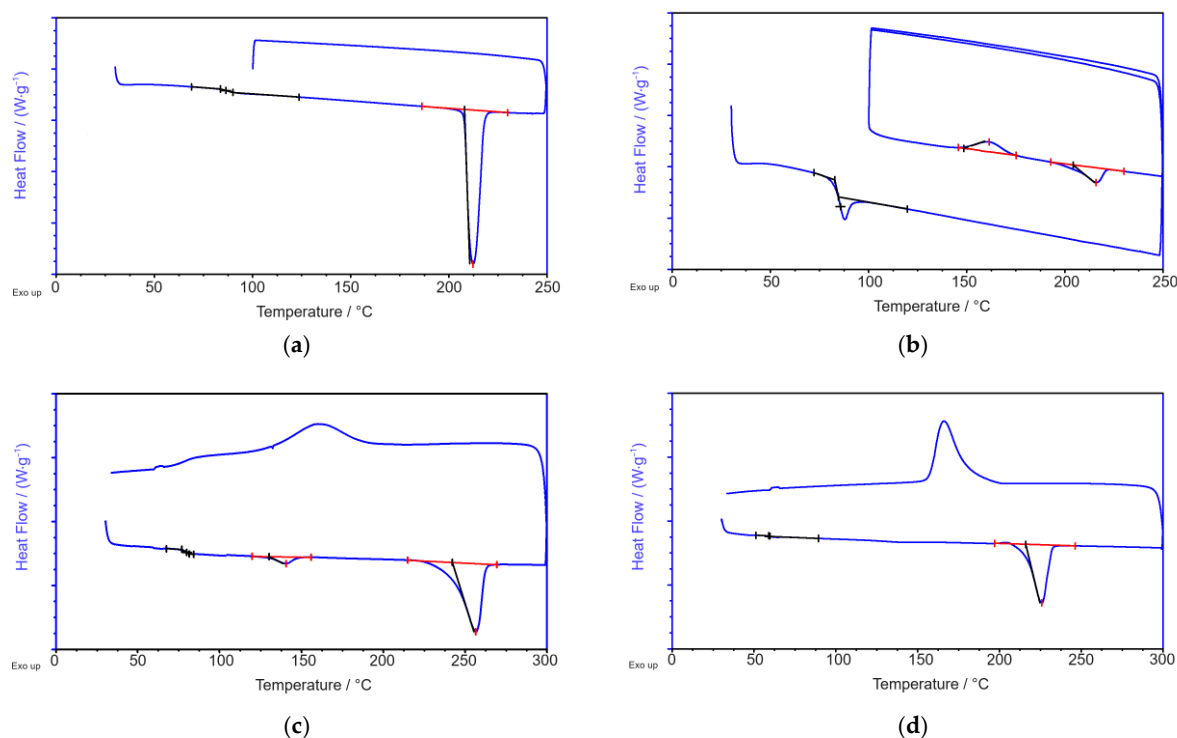 Heat Flow / (W·g⁻¹)
0 50 100 150 200 250
Exo up
Temperature / °C
(a)
Heat Flow / (W·g⁻¹)
0 50 100 150 200 250
Exo up
Temperature / °C
(b)
Heat Flow / (W·g⁻¹)
0 50 100 150 200 250 300
Exo up
Temperature / °C
(c)
Heat Flow / (W·g⁻¹)
0 50 100 150 200 250 300
Exo up
Temperature / °C
(d)